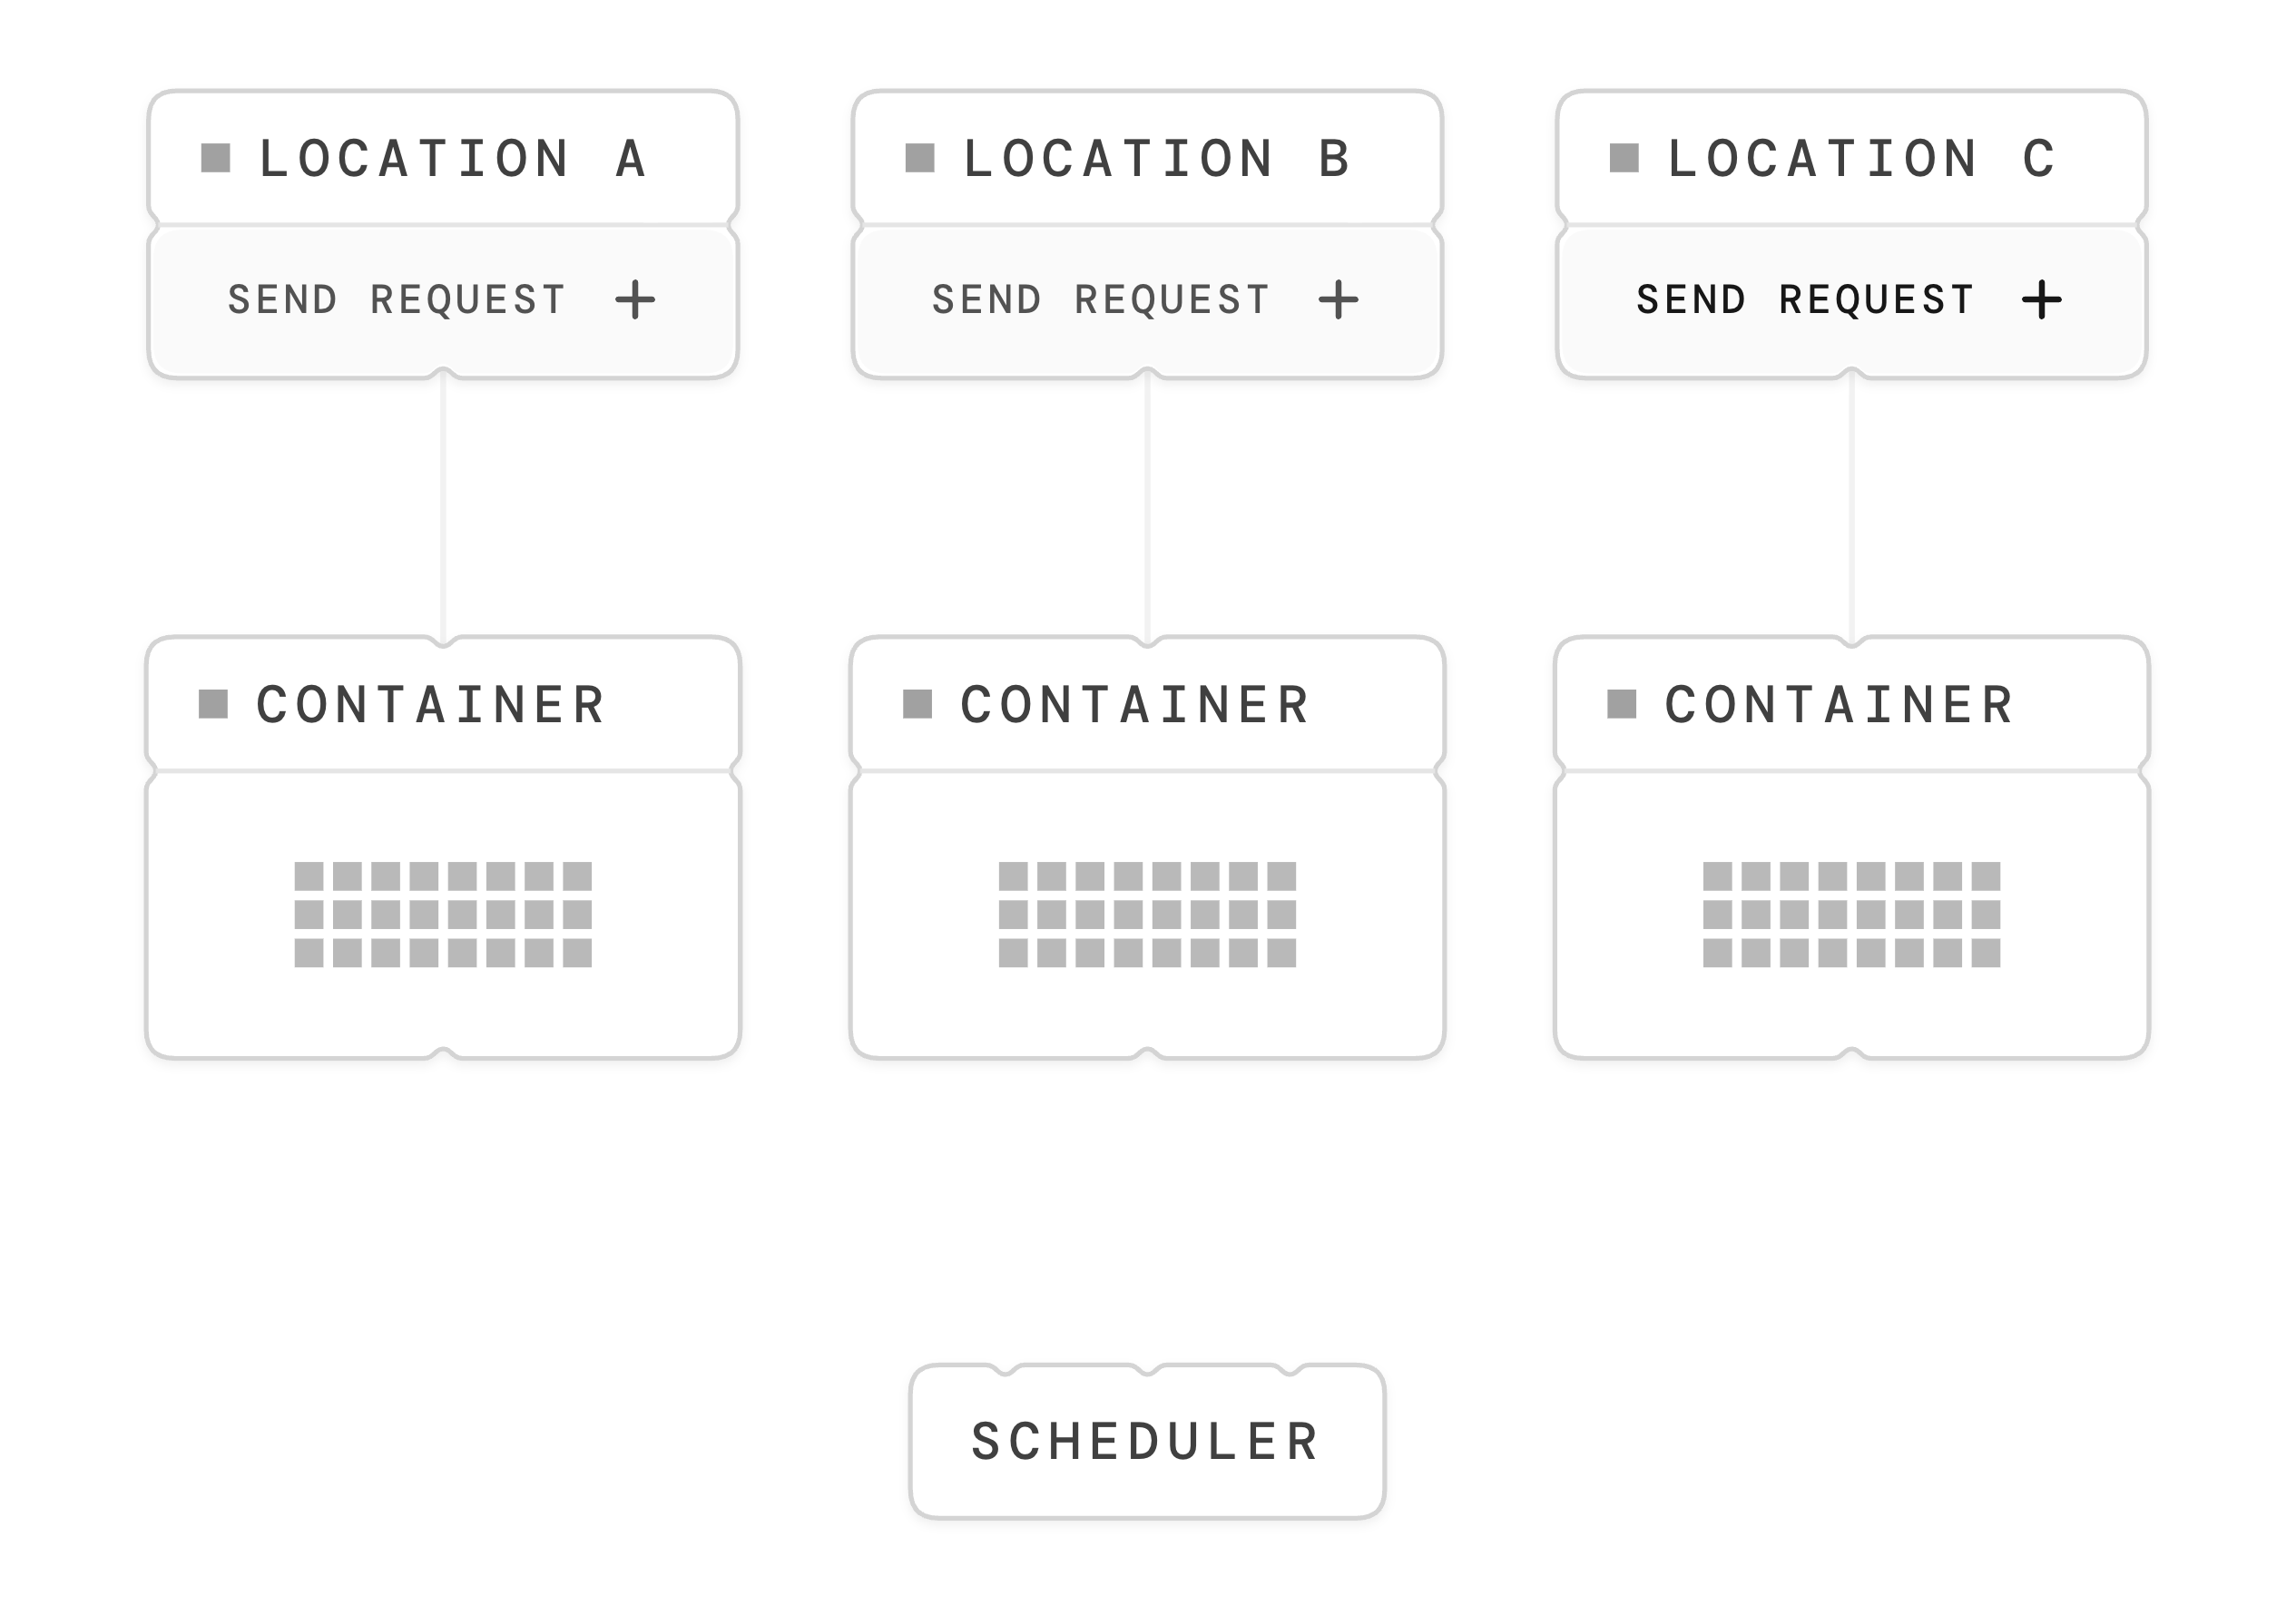 LOCATION A
SEND REQUEST +
LOCATION B
SEND REQUEST +
LOCATION C
SEND REQUEST +
CONTAINER
CONTAINER
CONTAINER
SCHEDULER